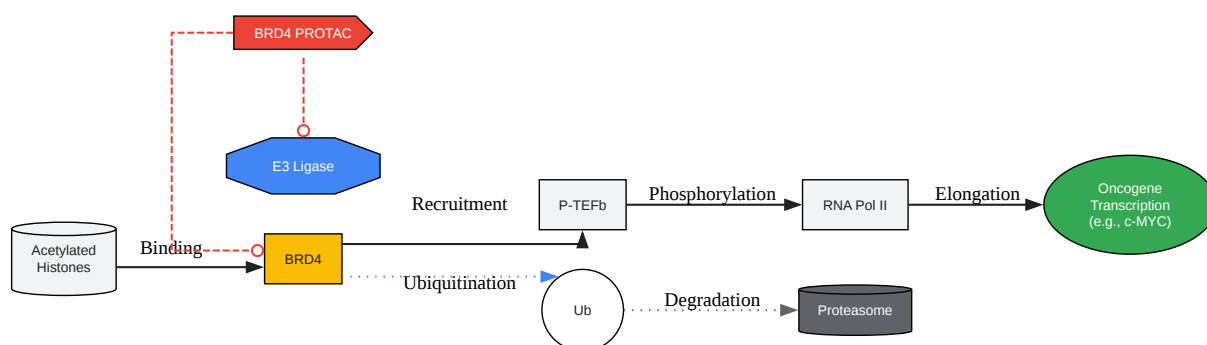 BRD4 PROTAC
E3 Ligase
Recruitment
P-TEFb
Phosphorylation
RNA Pol II
Elongation
Oncogene
Transcription
(e.g., c-MYC)
Acetylated
Histones
Binding
BRD4
Ubiquitination
Ub
Degradation
Proteasome